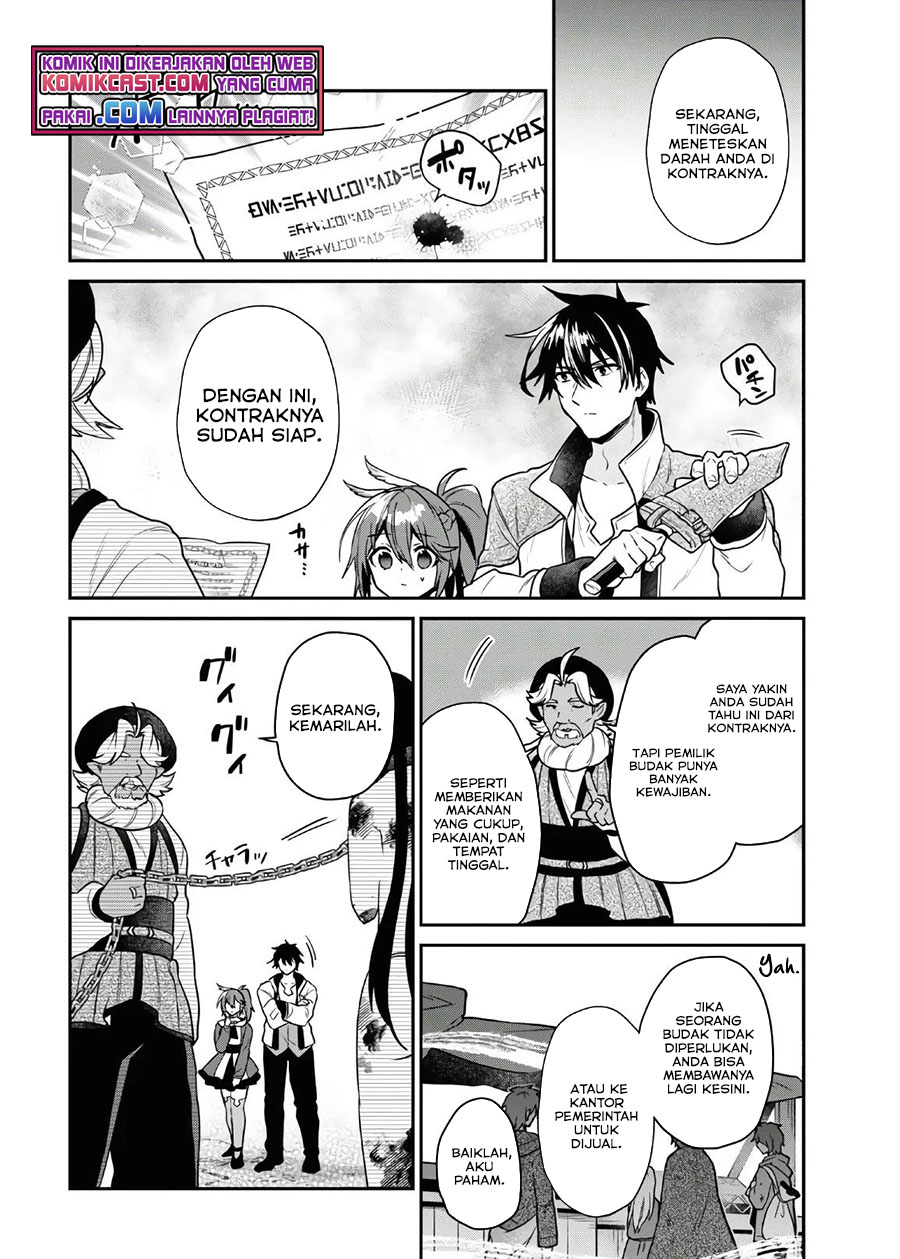 KOMIK INI DIKERJAKAN OLEH WEB
KOMIKCAST.COM YANG CUMA
PAKAI .COM LAINNYA PLAGIAT!
SEKARANG,
TINGGAL
MENETESKAN
DARAH ANDA DI
KONTRAKNYA.
ポタッ
パチン
DENGAN INI,
KONTRAKNYA
SUDAH SIAP.
カサ…
SAYA YAKIN
ANDA SUDAH
TAHU INI DARI
KONTRAKNYA.
TAPI PEMILIK
BUDAK PUNYA
BANYAK
KEWAJIBAN.
SEPERTI
MEMBERIKAN
MAKANAN
YANG CUKUP,
PAKAIAN, DAN
TEMPAT
TINGGAL.
SEKARANG,
KEMARILAH.
グイ
グイ
チャラッ
Yah.
JIKA
SEORANG
BUDAK TIDAK
DIPERLUKAN,
ANDA BISA
MEMBAWANYA
LAGI KESINI.
ATAU KE
KANTOR
PEMERINTAH
UNTUK
DIJUAL.
BAIKLAH,
AKU
PAHAM.